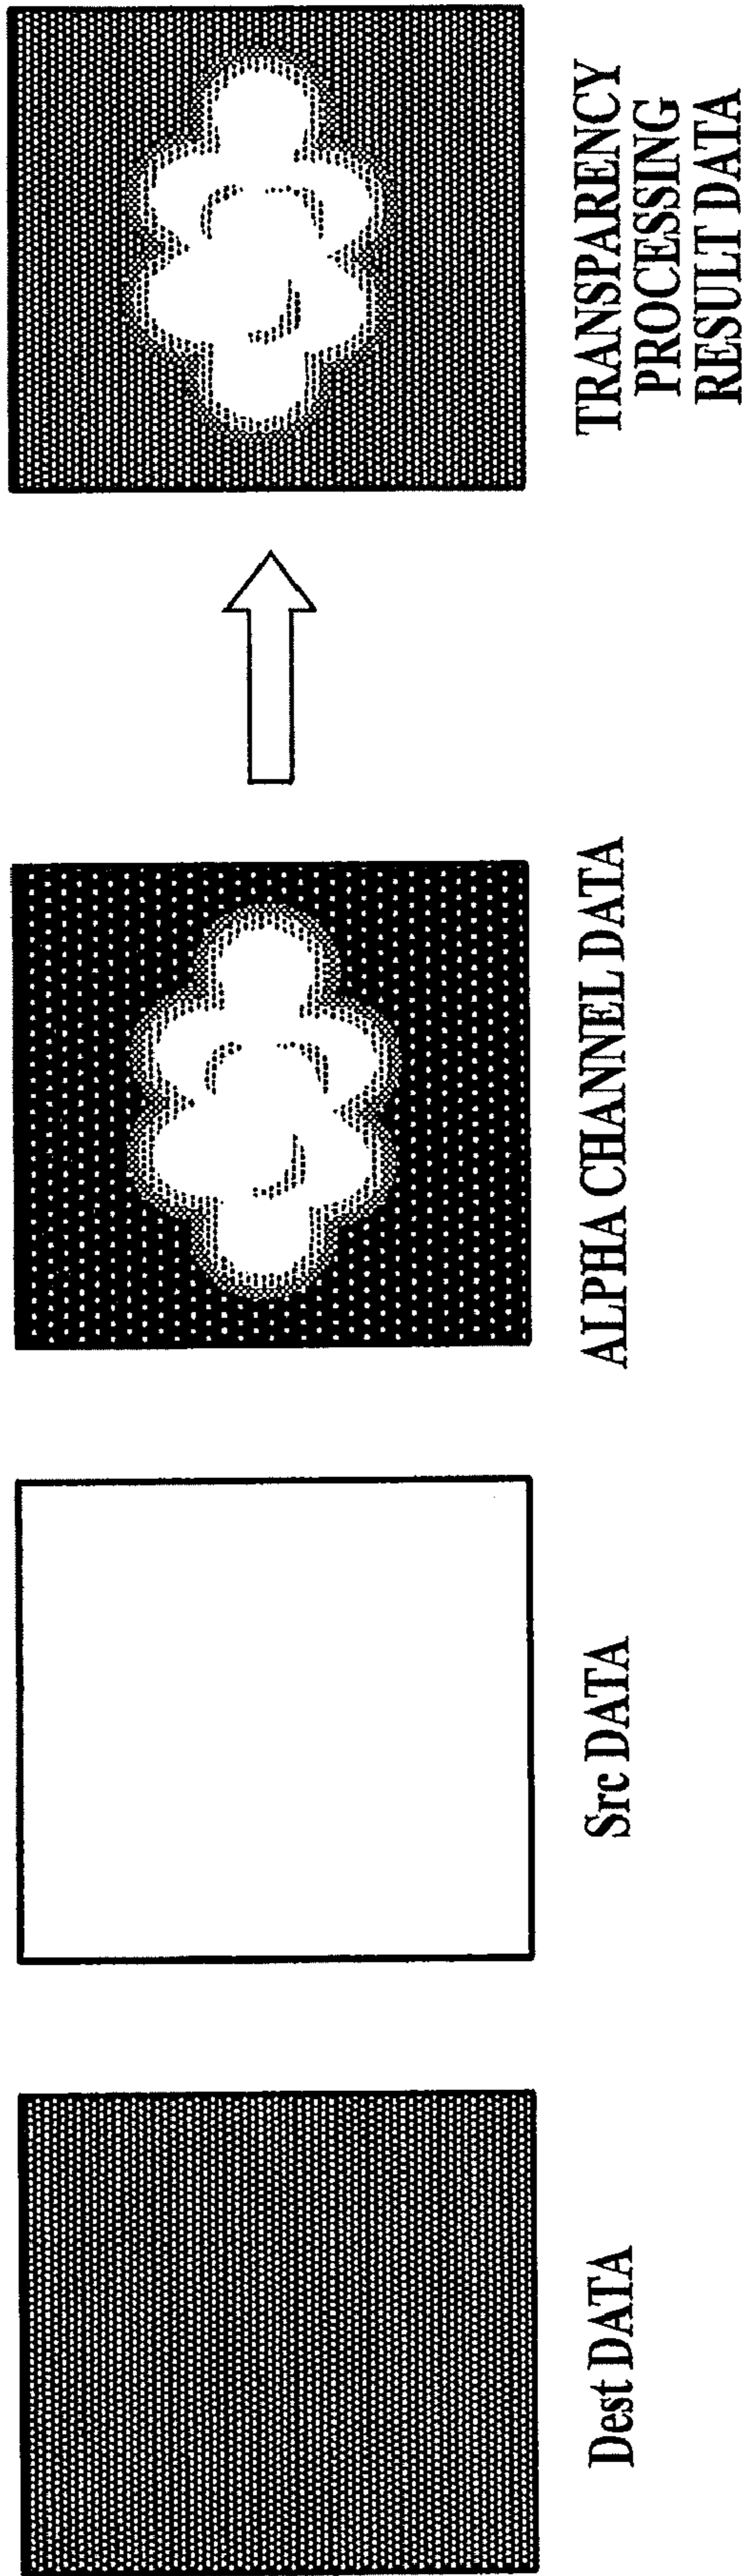 Dest DATA
Src DATA
ALPHA CHANNEL DATA
TRANSPARENCY
PROCESSING
RESULT DATA